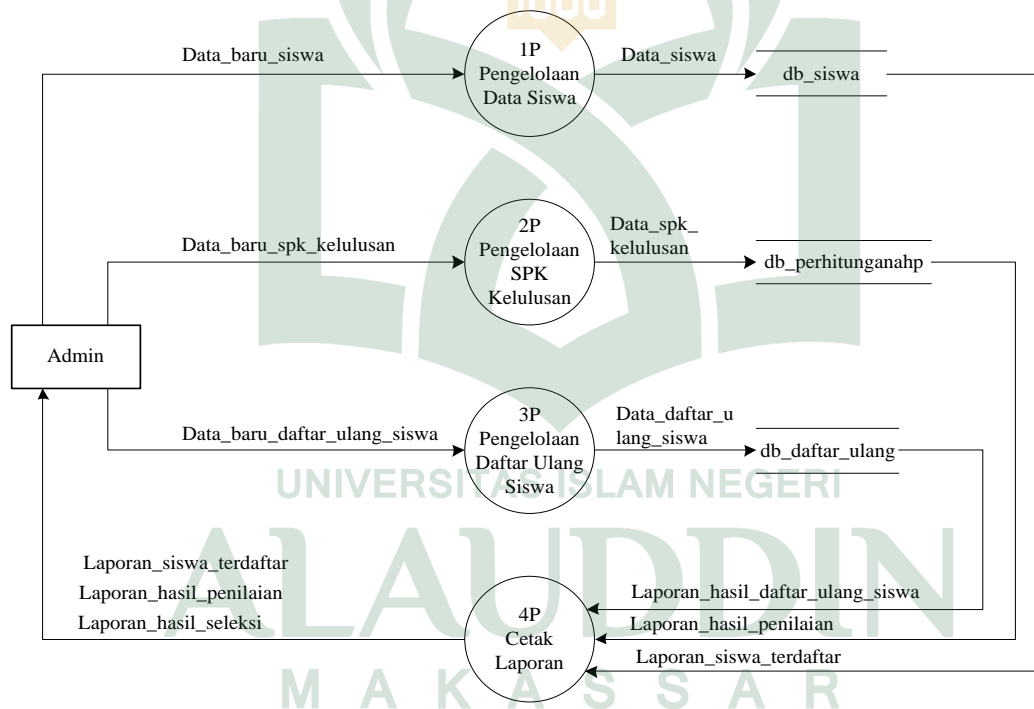 Data_baru_siswa
1P
Pengelolaan
Data Siswa
Data_siswa
db_siswa
Data_baru_spk_kelulusan
2P
Pengelolaan
SPK
Kelulusan
Data_spk_
kelulusan
db_perhitunganahp
Admin
Data_baru_daftar_ulang_siswa
3P
Pengelolaan
Daftar Ulang
Siswa
Data_daftar_u
lang_siswa
db_daftar_ulang
UNIVERSITAS ISLAM NEGERI
ALAUDDIN
Laporan_siswa_terdaftar
Laporan_hasil_penilaian
Laporan_hasil_seleksi
4P
Cetak
Laporan
Laporan_hasil_daftar_ulang_siswa
Laporan_hasil_penilaian
Laporan_siswa_terdaftar
MAKASSAR